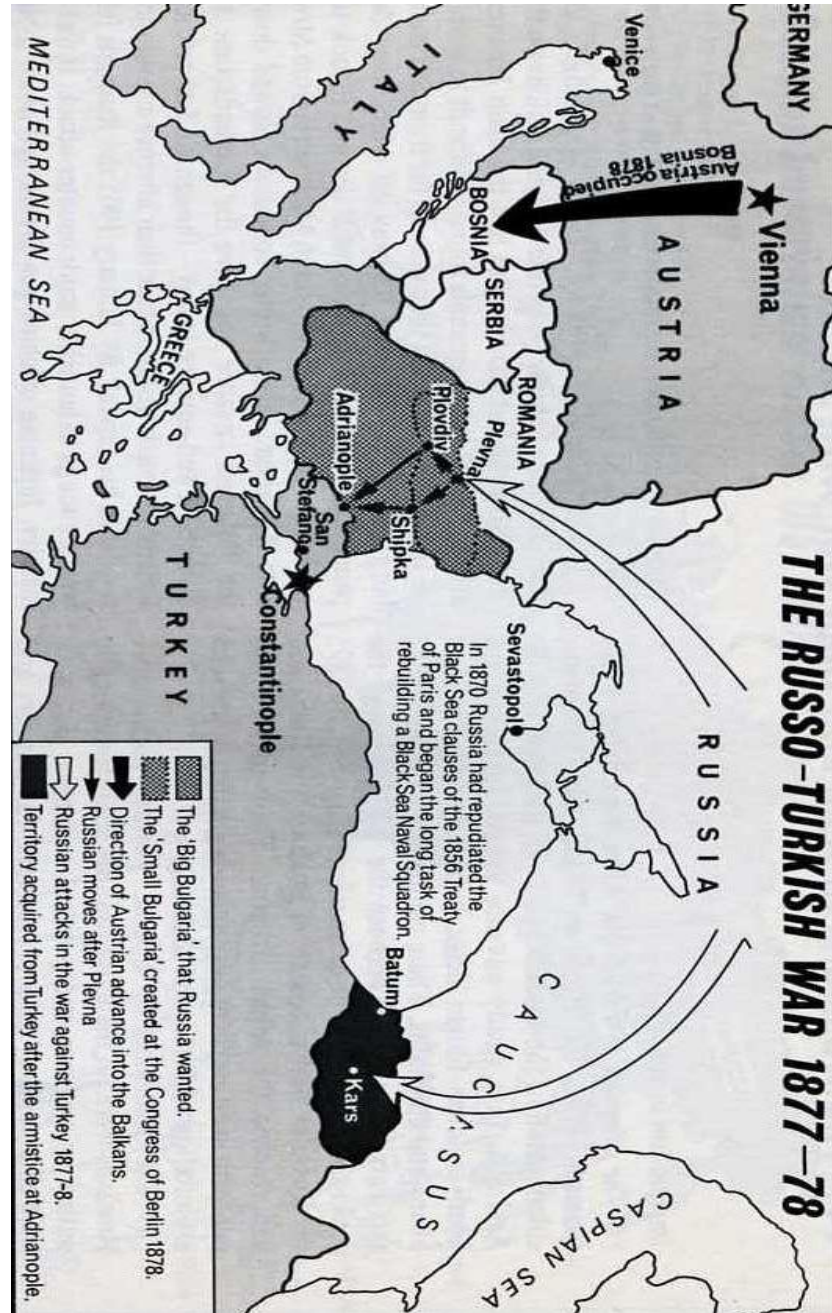 THE RUSSO-TURKISH WAR 1877–78
GERMANY
Vienna
AUSTRIA
RUSSIA
Venice
Austria occupied
Bosnia 1878
ITALY
BOSNIA
SERBIA
ROMANIA
Plevna
Plovdiv
Shipka
Adrianople
San
Stefano
Constantinople
Sevastopol
In 1870 Russia had repudiated the
Black Sea clauses of the 1856 Treaty
of Paris and began the long task of
rebuilding a Black Sea Naval Squadron.
CAUCASUS
CASPIAN SEA
Batum
Kars
GREECE
TURKEY
MEDITERRANEAN SEA
The 'Big Bulgaria' that Russia wanted.
The 'Small Bulgaria' created at the Congress of Berlin 1878.
Direction of Austrian advance into the Balkans.
Russian moves after Plevna
Russian attacks in the war against Turkey 1877-8.
Territory acquired from Turkey after the armistice at Adrianople.